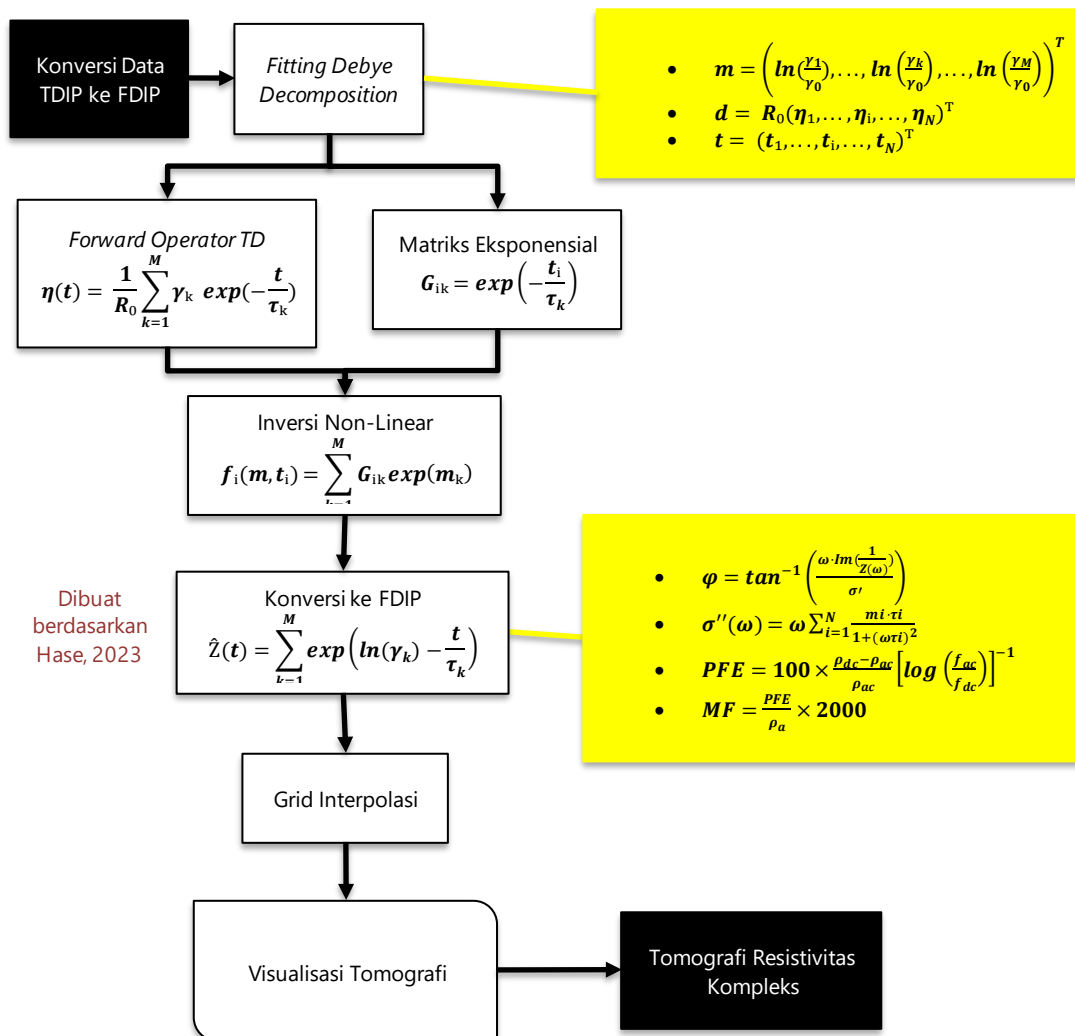 Konversi Data
TDIP ke FDIP
Fitting Debye
Decomposition
• m = (ln(γ1/γ0), . . . , ln (γk/γ0) , . . . , ln (γM/γ0))^T
• d = R0(η1, . . . , ηi, . . . , ηN)^T
• t = (t1, . . . , ti, . . . , tN)^T
Forward Operator TD
η(t) = 1/R0 ∑_{k=1}^{M} γk exp(−t/τk)
Matriks Eksponensial
Gik = exp(−ti/τk)
Inversi Non-Linear
fi(m, ti) = ∑_{k=1}^{M} Gik exp(mk)
Dibuat
berdasarkan
Hase, 2023
Konversi ke FDIP
Ẑ(t) = ∑_{k=1}^{M} exp(ln(γk) − t/τk)
• φ = tan^−1 (ω·Im(1/Z(ω))/σ′)
• σ′′(ω) = ω ∑_{i=1}^{N} mi·τi/1+(ωτi)^2
• PFE = 100 × ρdc−ρac/ρac [log (fac/fdc)]^−1
• MF = PFE/ρa × 2000
Grid Interpolasi
Visualisasi Tomografi
Tomografi Resistivitas
Kompleks